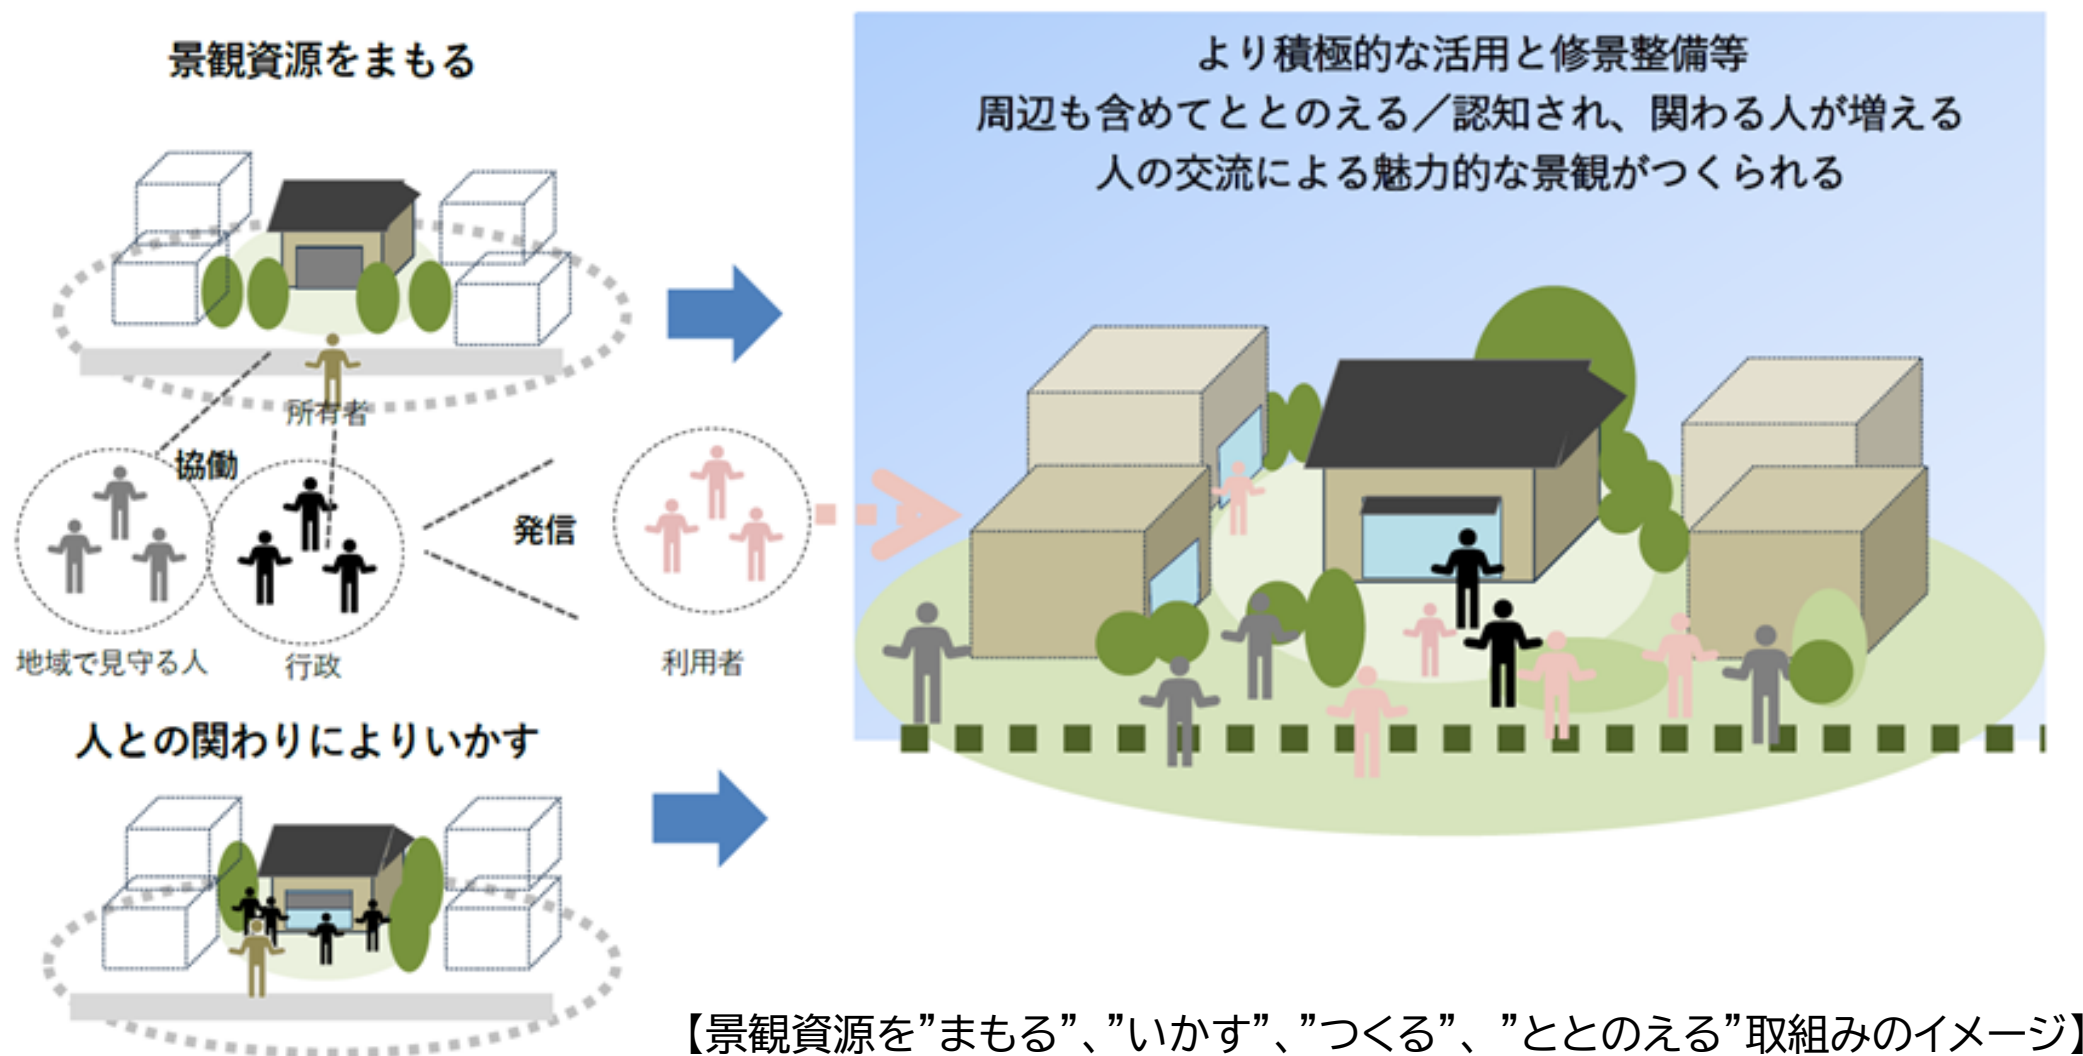 景観資源をまもる
所有者
協働
発信
地域で見守る人
行政
利用者
人との関わりによりいかす
より積極的な活用と修景整備等
周辺も含めてととのえる／認知され、関わる人が増える
人の交流による魅力的な景観がつくられる
【景観資源を”まもる”、”いかす”、”つくる”、”ととのえる”取組みのイメージ】